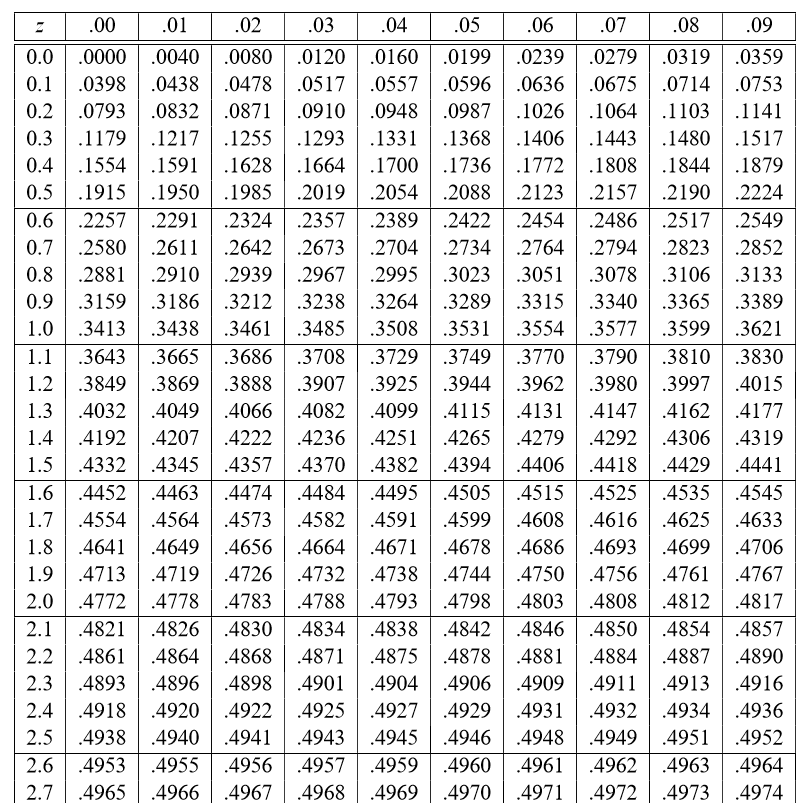 z .00 .01 .02 .03 .04 .05 .06 .07 .08 .09
0.0 .0000 .0040 .0080 .0120 .0160 .0199 .0239 .0279 .0319 .0359
0.1 .0398 .0438 .0478 .0517 .0557 .0596 .0636 .0675 .0714 .0753
0.2 .0793 .0832 .0871 .0910 .0948 .0987 .1026 .1064 .1103 .1141
0.3 .1179 .1217 .1255 .1293 .1331 .1368 .1406 .1443 .1480 .1517
0.4 .1554 .1591 .1628 .1664 .1700 .1736 .1772 .1808 .1844 .1879
0.5 .1915 .1950 .1985 .2019 .2054 .2088 .2123 .2157 .2190 .2224
0.6 .2257 .2291 .2324 .2357 .2389 .2422 .2454 .2486 .2517 .2549
0.7 .2580 .2611 .2642 .2673 .2704 .2734 .2764 .2794 .2823 .2852
0.8 .2881 .2910 .2939 .2967 .2995 .3023 .3051 .3078 .3106 .3133
0.9 .3159 .3186 .3212 .3238 .3264 .3289 .3315 .3340 .3365 .3389
1.0 .3413 .3438 .3461 .3485 .3508 .3531 .3554 .3577 .3599 .3621
1.1 .3643 .3665 .3686 .3708 .3729 .3749 .3770 .3790 .3810 .3830
1.2 .3849 .3869 .3888 .3907 .3925 .3944 .3962 .3980 .3997 .4015
1.3 .4032 .4049 .4066 .4082 .4099 .4115 .4131 .4147 .4162 .4177
1.4 .4192 .4207 .4222 .4236 .4251 .4265 .4279 .4292 .4306 .4319
1.5 .4332 .4345 .4357 .4370 .4382 .4394 .4406 .4418 .4429 .4441
1.6 .4452 .4463 .4474 .4484 .4495 .4505 .4515 .4525 .4535 .4545
1.7 .4554 .4564 .4573 .4582 .4591 .4599 .4608 .4616 .4625 .4633
1.8 .4641 .4649 .4656 .4664 .4671 .4678 .4686 .4693 .4699 .4706
1.9 .4713 .4719 .4726 .4732 .4738 .4744 .4750 .4756 .4761 .4767
2.0 .4772 .4778 .4783 .4788 .4793 .4798 .4803 .4808 .4812 .4817
2.1 .4821 .4826 .4830 .4834 .4838 .4842 .4846 .4850 .4854 .4857
2.2 .4861 .4864 .4868 .4871 .4875 .4878 .4881 .4884 .4887 .4890
2.3 .4893 .4896 .4898 .4901 .4904 .4906 .4909 .4911 .4913 .4916
2.4 .4918 .4920 .4922 .4925 .4927 .4929 .4931 .4932 .4934 .4936
2.5 .4938 .4940 .4941 .4943 .4945 .4946 .4948 .4949 .4951 .4952
2.6 .4953 .4955 .4956 .4957 .4959 .4960 .4961 .4962 .4963 .4964
2.7 .4965 .4966 .4967 .4968 .4969 .4970 .4971 .4972 .4973 .4974